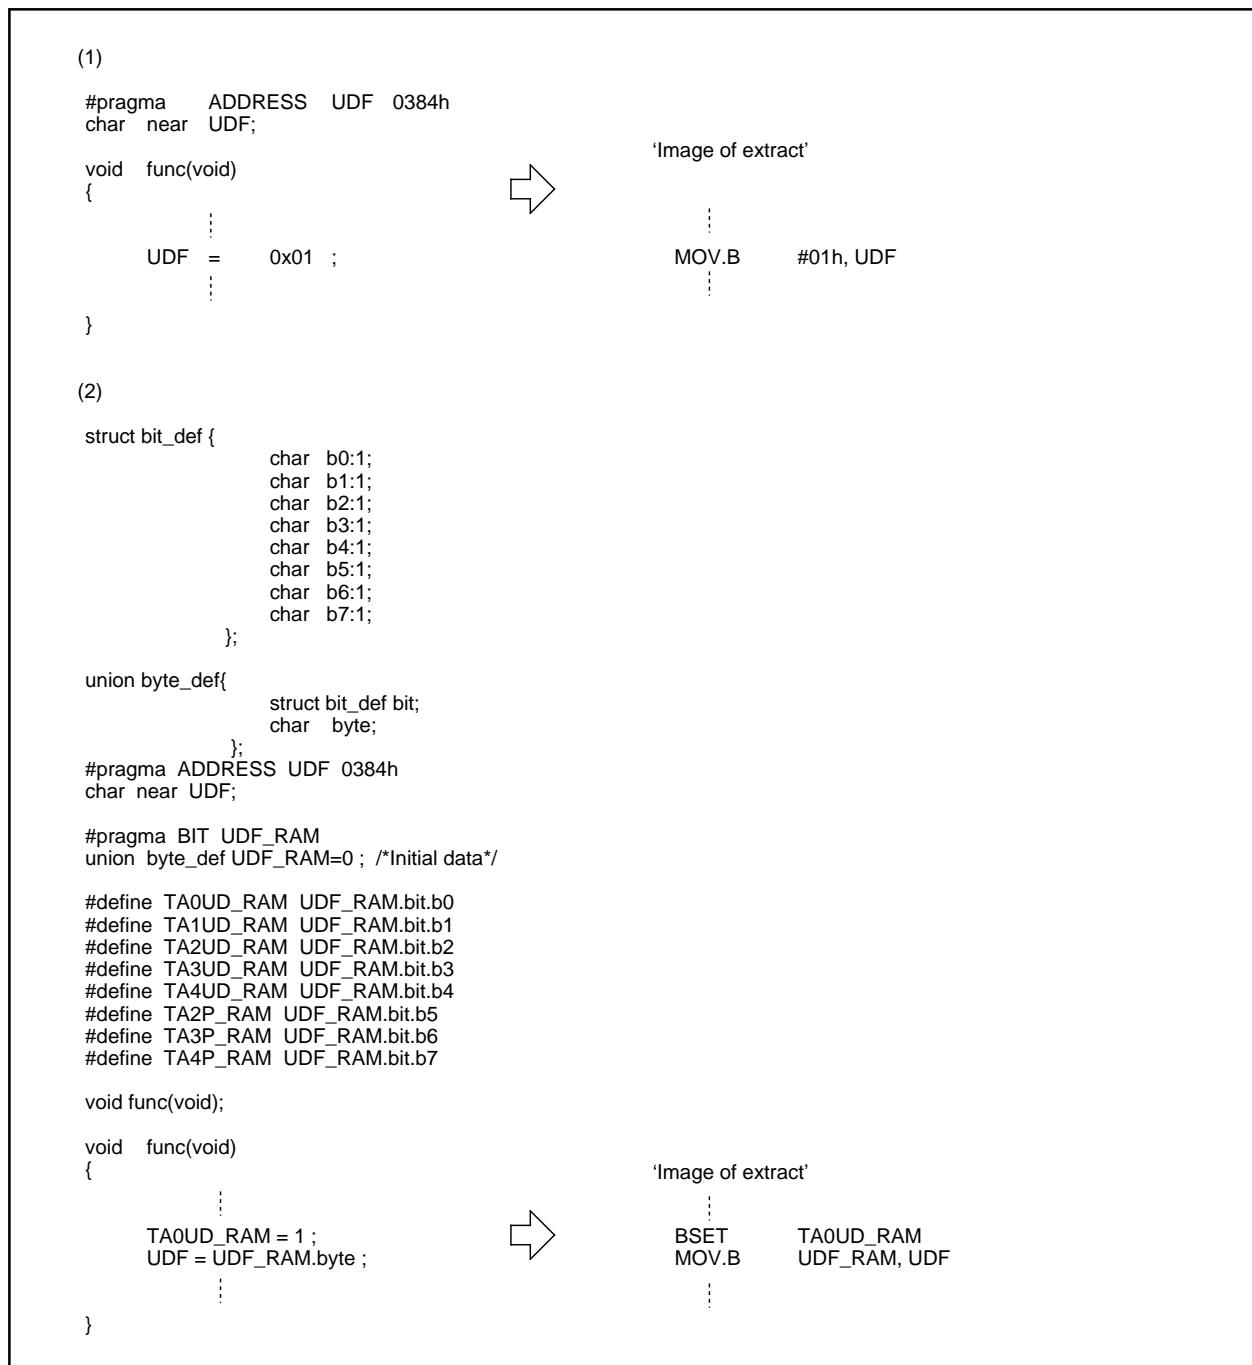 (1)
#pragma ADDRESS UDF 0384h
char near UDF;
‘Image of extract’
void func(void)
{
UDF = 0x01 ;
MOV.B #01h, UDF
}
(2)
struct bit_def {
char b0:1;
char b1:1;
char b2:1;
char b3:1;
char b4:1;
char b5:1;
char b6:1;
char b7:1;
};
union byte_def{
struct bit_def bit;
char byte;
};
#pragma ADDRESS UDF 0384h
char near UDF;
#pragma BIT UDF_RAM
union byte_def UDF_RAM=0 ; /*Initial data*/
#define TA0UD_RAM UDF_RAM.bit.b0
#define TA1UD_RAM UDF_RAM.bit.b1
#define TA2UD_RAM UDF_RAM.bit.b2
#define TA3UD_RAM UDF_RAM.bit.b3
#define TA4UD_RAM UDF_RAM.bit.b4
#define TA2P_RAM UDF_RAM.bit.b5
#define TA3P_RAM UDF_RAM.bit.b6
#define TA4P_RAM UDF_RAM.bit.b7
void func(void);
void func(void)
{
‘Image of extract’
TA0UD_RAM = 1 ;
BSET TA0UD_RAM
UDF = UDF_RAM.byte ;
MOV.B UDF_RAM, UDF
}